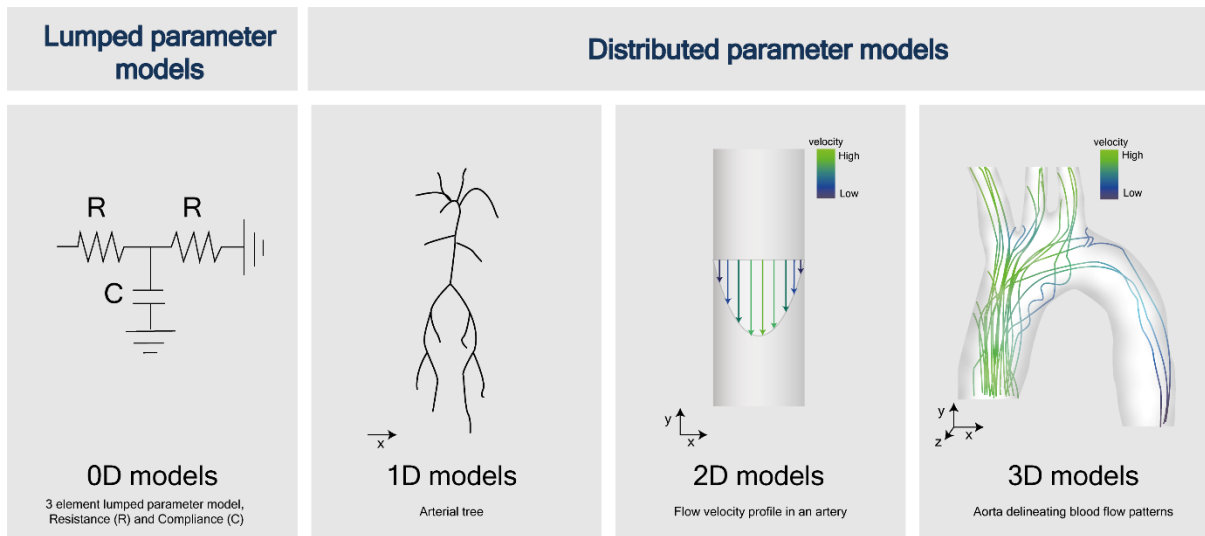 Lumped parameter
models
Distributed parameter models
R R
C
0D models
3 element lumped parameter model,
Resistance (R) and Compliance (C)
x
1D models
Arterial tree
velocity
High
Low
y
x
2D models
Flow velocity profile in an artery
velocity
High
Low
y
z x
3D models
Aorta delineating blood flow patterns